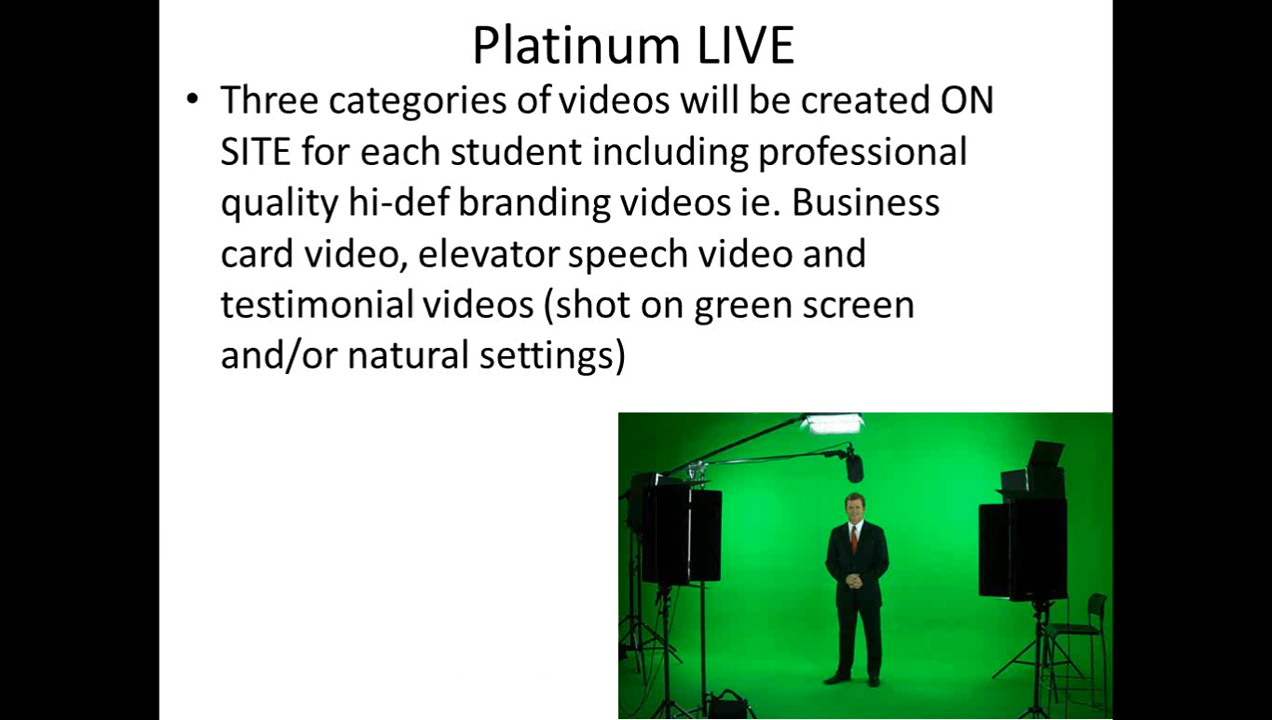 Platinum LIVE
• Three categories of videos will be created ON
SITE for each student including professional
quality hi-def branding videos ie. Business
card video, elevator speech video and
testimonial videos (shot on green screen
and/or natural settings)